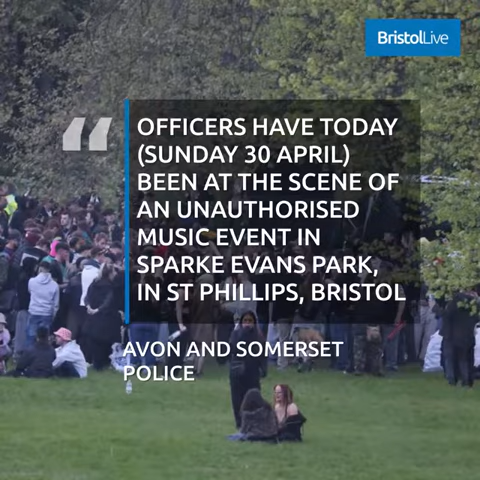 BristolLive
“
OFFICERS HAVE TODAY
(SUNDAY 30 APRIL)
BEEN AT THE SCENE OF
AN UNAUTHORISED
MUSIC EVENT IN
SPARKE EVANS PARK,
IN ST PHILLIPS, BRISTOL
AVON AND SOMERSET
POLICE